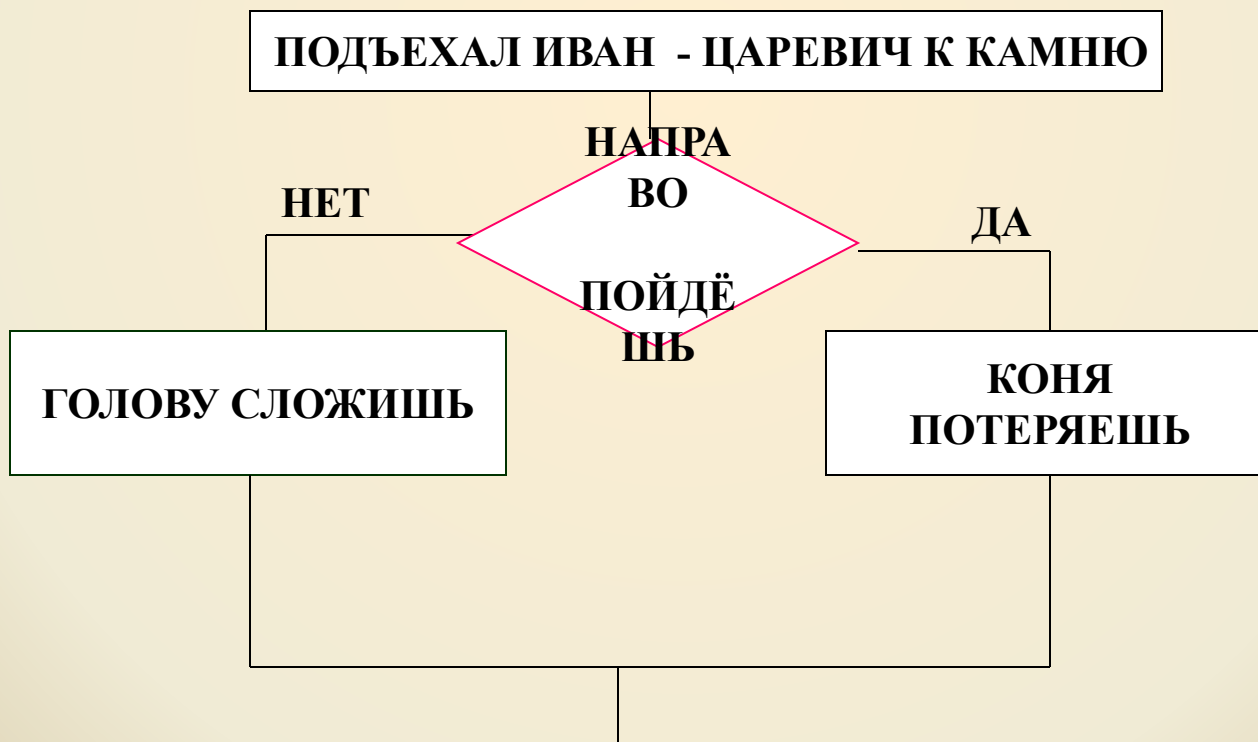 ПОДЪЕХАЛ ИВАН - ЦАРЕВИЧ К КАМНЮ
НАПРА
ВО
НЕТ
ДА
ПОЙДЁ
ШЬ
ГОЛОВУ СЛОЖИШЬ
КОНЯ
ПОТЕРЯЕШЬ